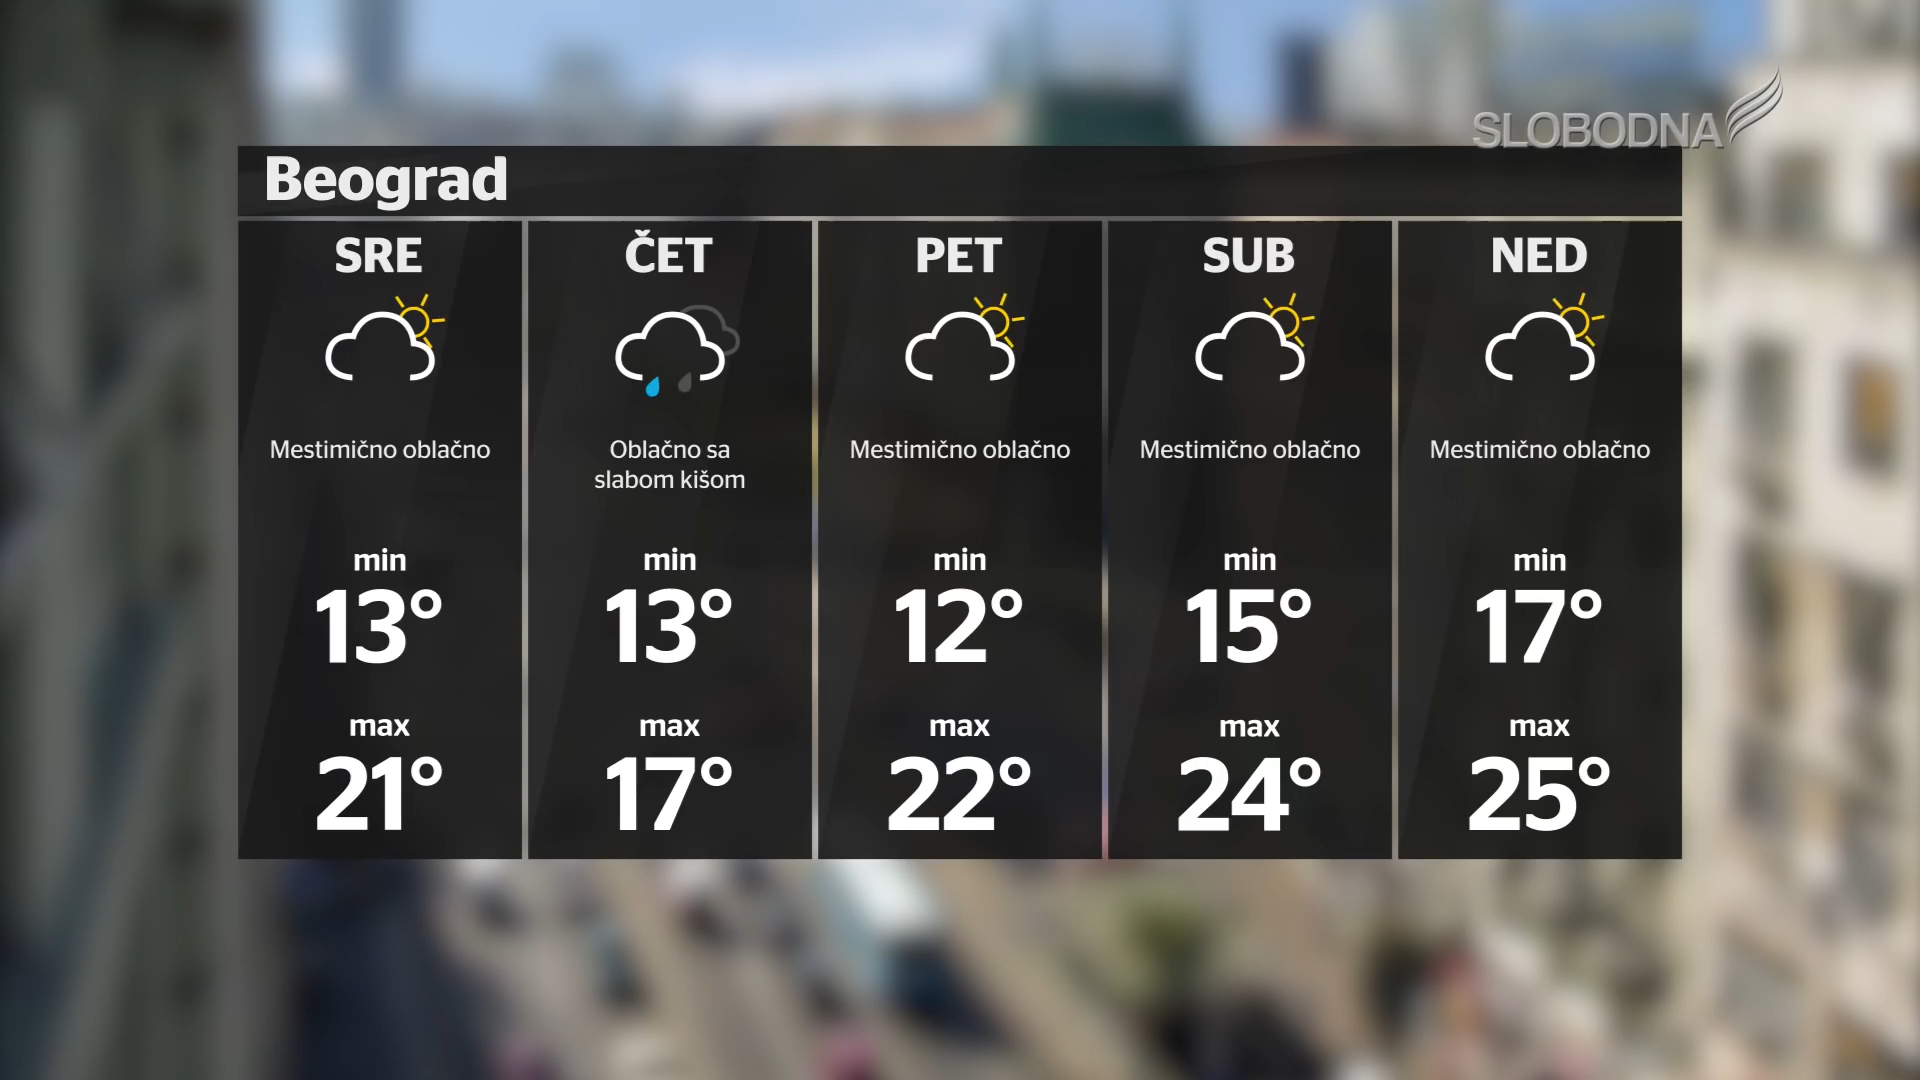 SLOBODNA
Beograd
SRE
ČET
PET
SUB
NED
Mestimično oblačno
Oblačno sa
slabom kišom
Mestimično oblačno
Mestimično oblačno
Mestimično oblačno
min
min
min
min
min
13°
13°
12°
15°
17°
max
max
max
max
max
21°
17°
22°
24°
25°